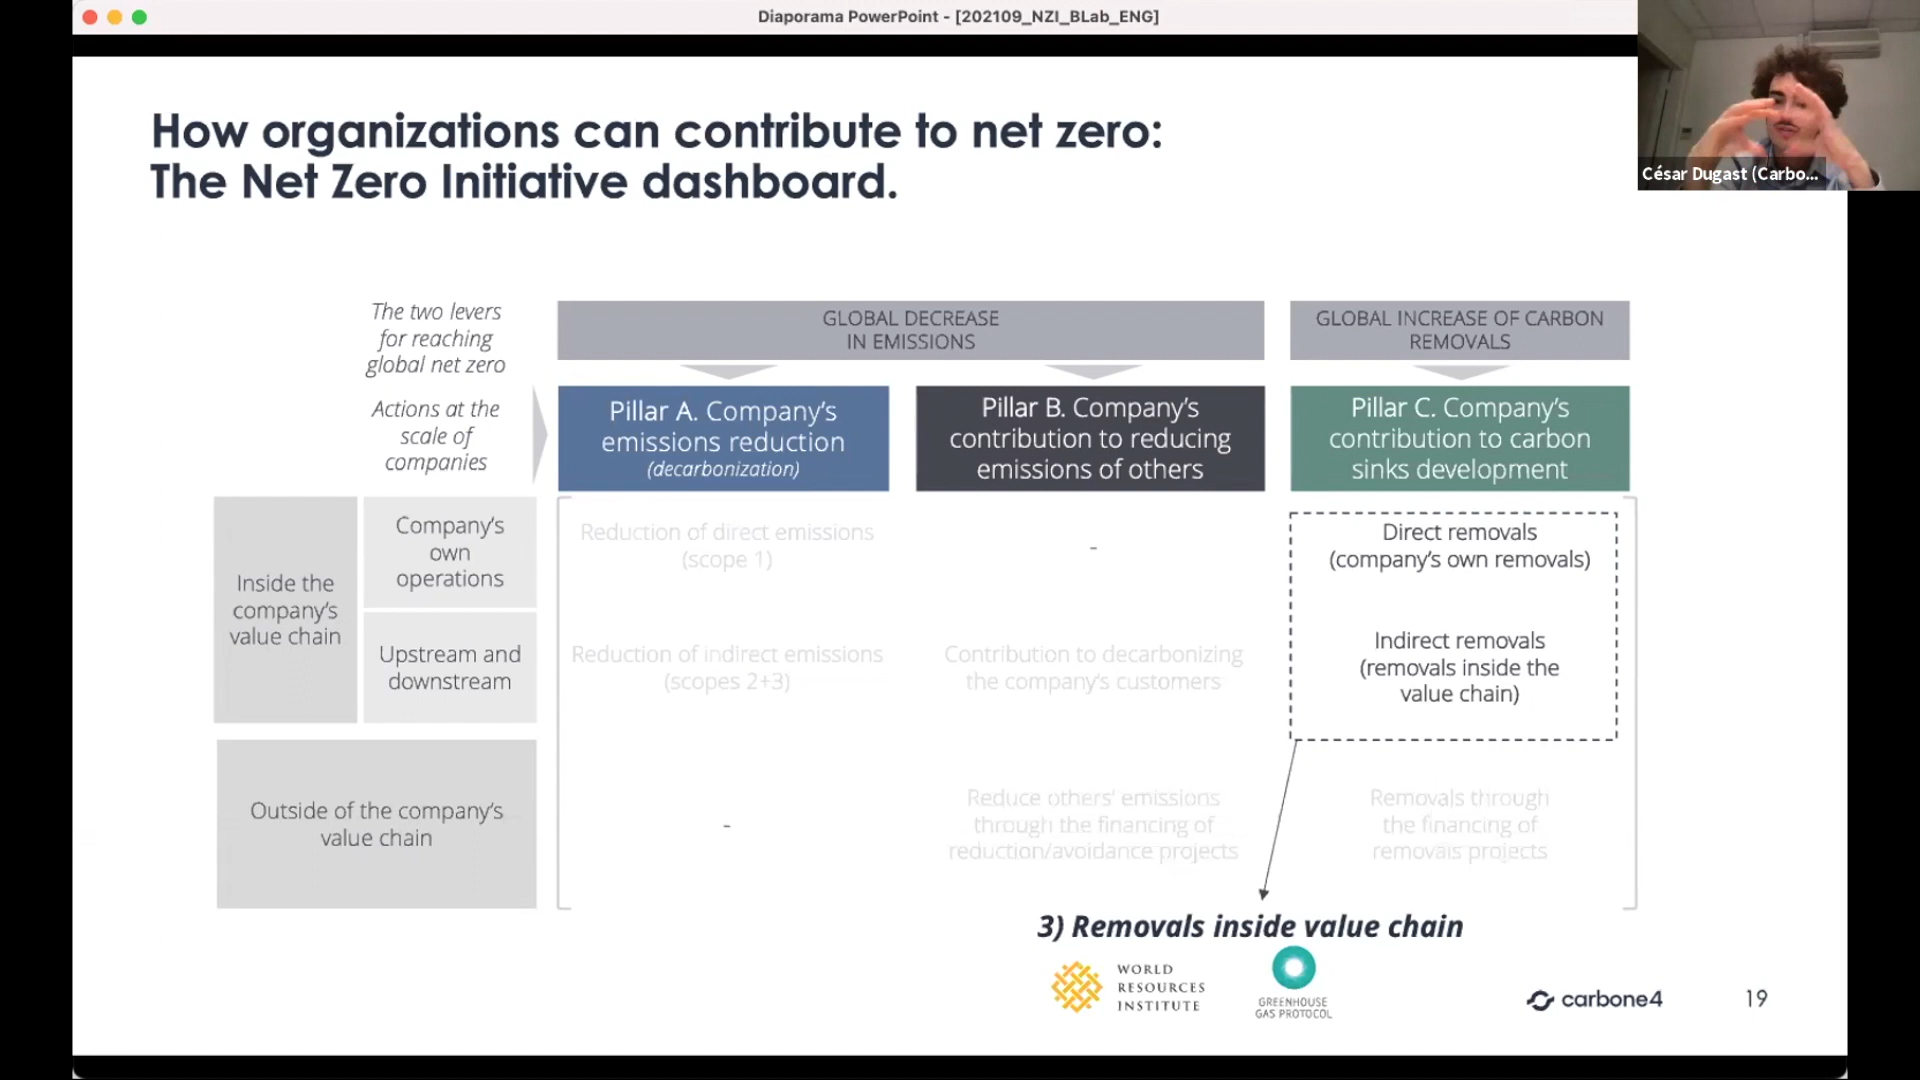 Diaporama PowerPoint - [202109_NZI_BLab_ENG]
César Dugast (Carbo...
How organizations can contribute to net zero:
The Net Zero Initiative dashboard.
The two levers
for reaching
global net zero
GLOBAL DECREASE
IN EMISSIONS
GLOBAL INCREASE OF CARBON
REMOVALS
Actions at the
scale of
companies
Pillar A. Company's
emissions reduction
(decarbonization)
Pillar B. Company's
contribution to reducing
emissions of others
Pillar C. Company's
contribution to carbon
sinks development
Inside the
company's
value chain
Company's
own
operations
Reduction of direct emissions
(scope 1)
-
Direct removals
(company's own removals)
Upstream and
downstream
Reduction of indirect emissions
(scopes 2+3)
Contribution to decarbonizing
the company's customers
Indirect removals
(removals inside the
value chain)
Outside of the company's
value chain
-
Reduce others' emissions
through the financing of
reduction/avoidance projects
Removals through
the financing of
removals projects
3) Removals inside value chain
WORLD
RESOURCES
INSTITUTE
GREENHOUSE
GAS PROTOCOL
carbone4
19